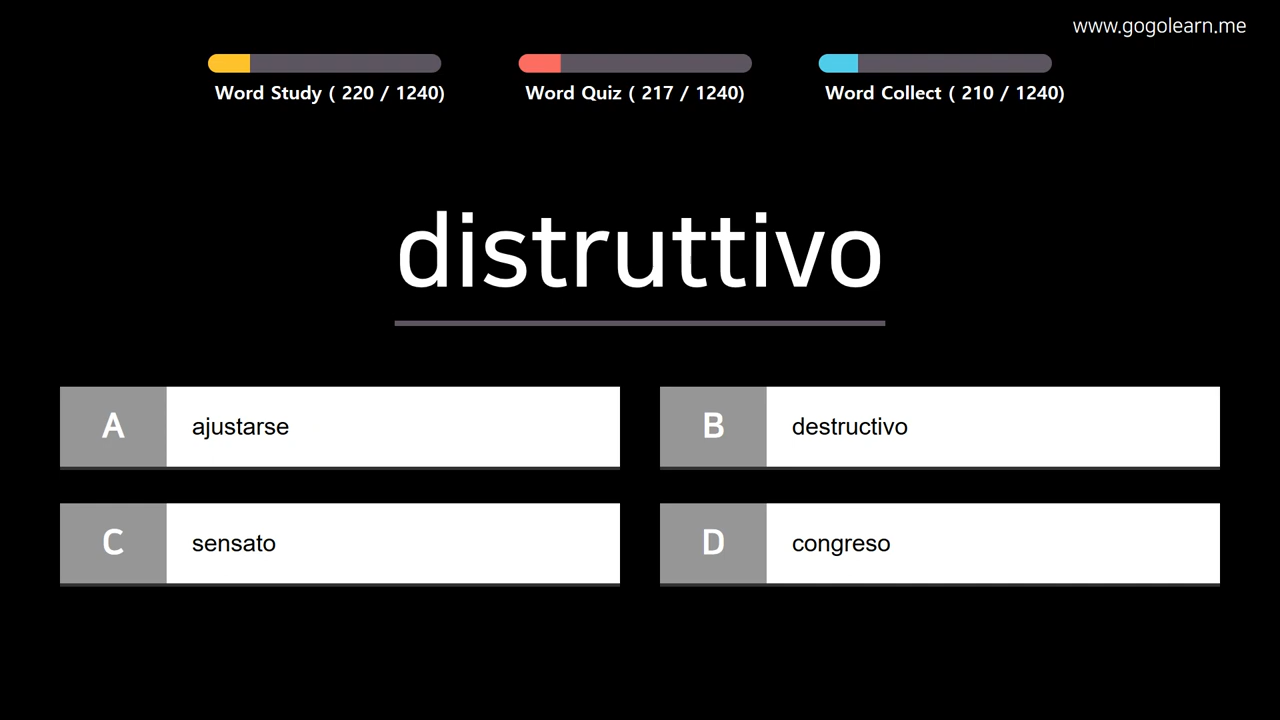 www.gogolearn.me
Word Study ( 220 / 1240)
Word Quiz ( 217 / 1240)
Word Collect ( 210 / 1240)
distruttivo
A
ajustarse
B
destructivo
C
sensato
D
congreso